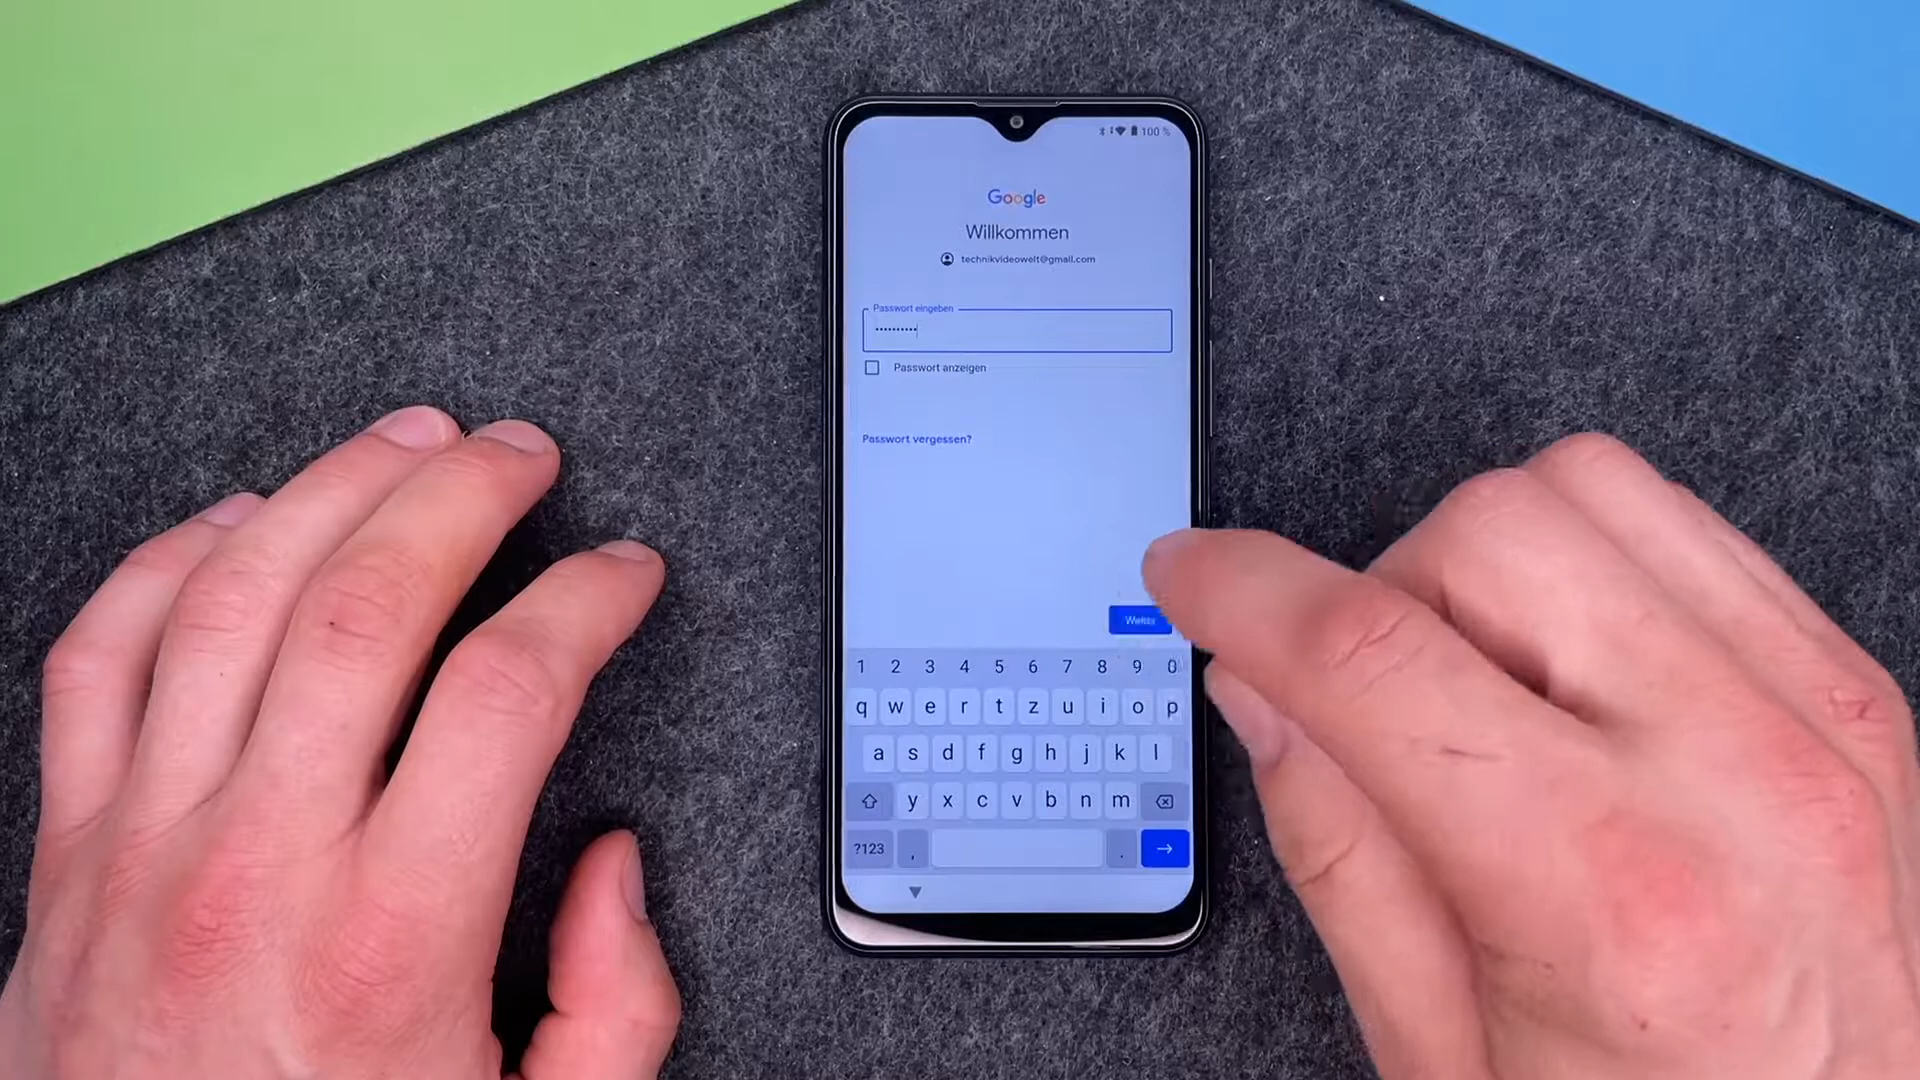 100 %
Google
Willkommen
technikvideowelt@gmail.com
Passwort eingeben
••••••••••
Passwort anzeigen
Passwort vergessen?
1 2 3 4 5 6 7 8 9 0
q w e r t z u i o p
a s d f g h j k l
y x c v b n m
?123 , .